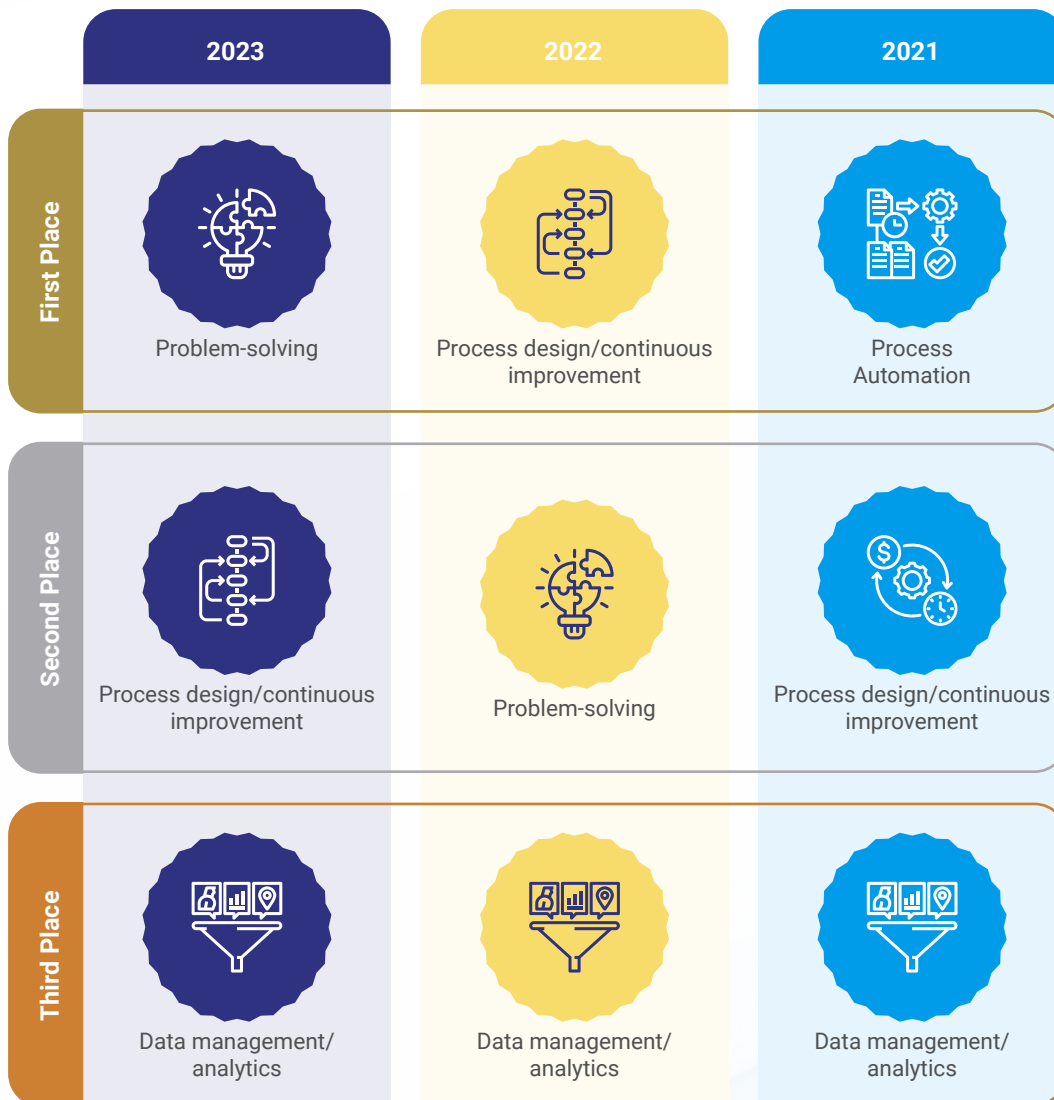 2023
2022
2021
First Place
Problem-solving
Process design/continuous
improvement
Process
Automation
Second Place
Process design/continuous
improvement
Problem-solving
Process design/continuous
improvement
Third Place
Data management/
analytics
Data management/
analytics
Data management/
analytics